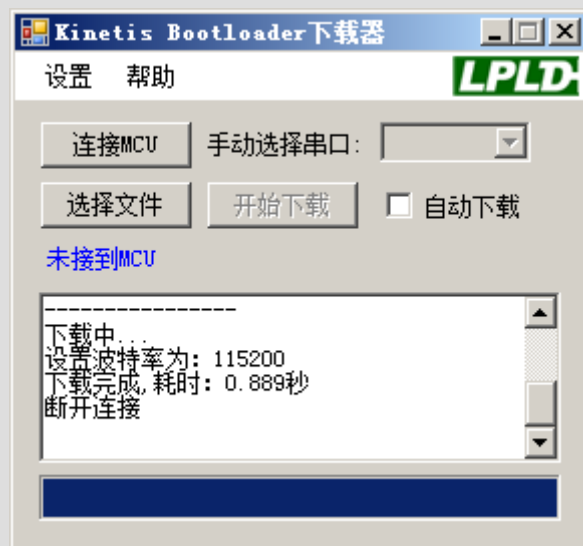 Kinetis Bootloader下载器
设置 帮助
LPLD
连接MCU 手动选择串口:
选择文件 开始下载 自动下载
未接到MCU
----------------
下载中...
设置波特率为: 115200
下载完成,耗时: 0.889秒
断开连接